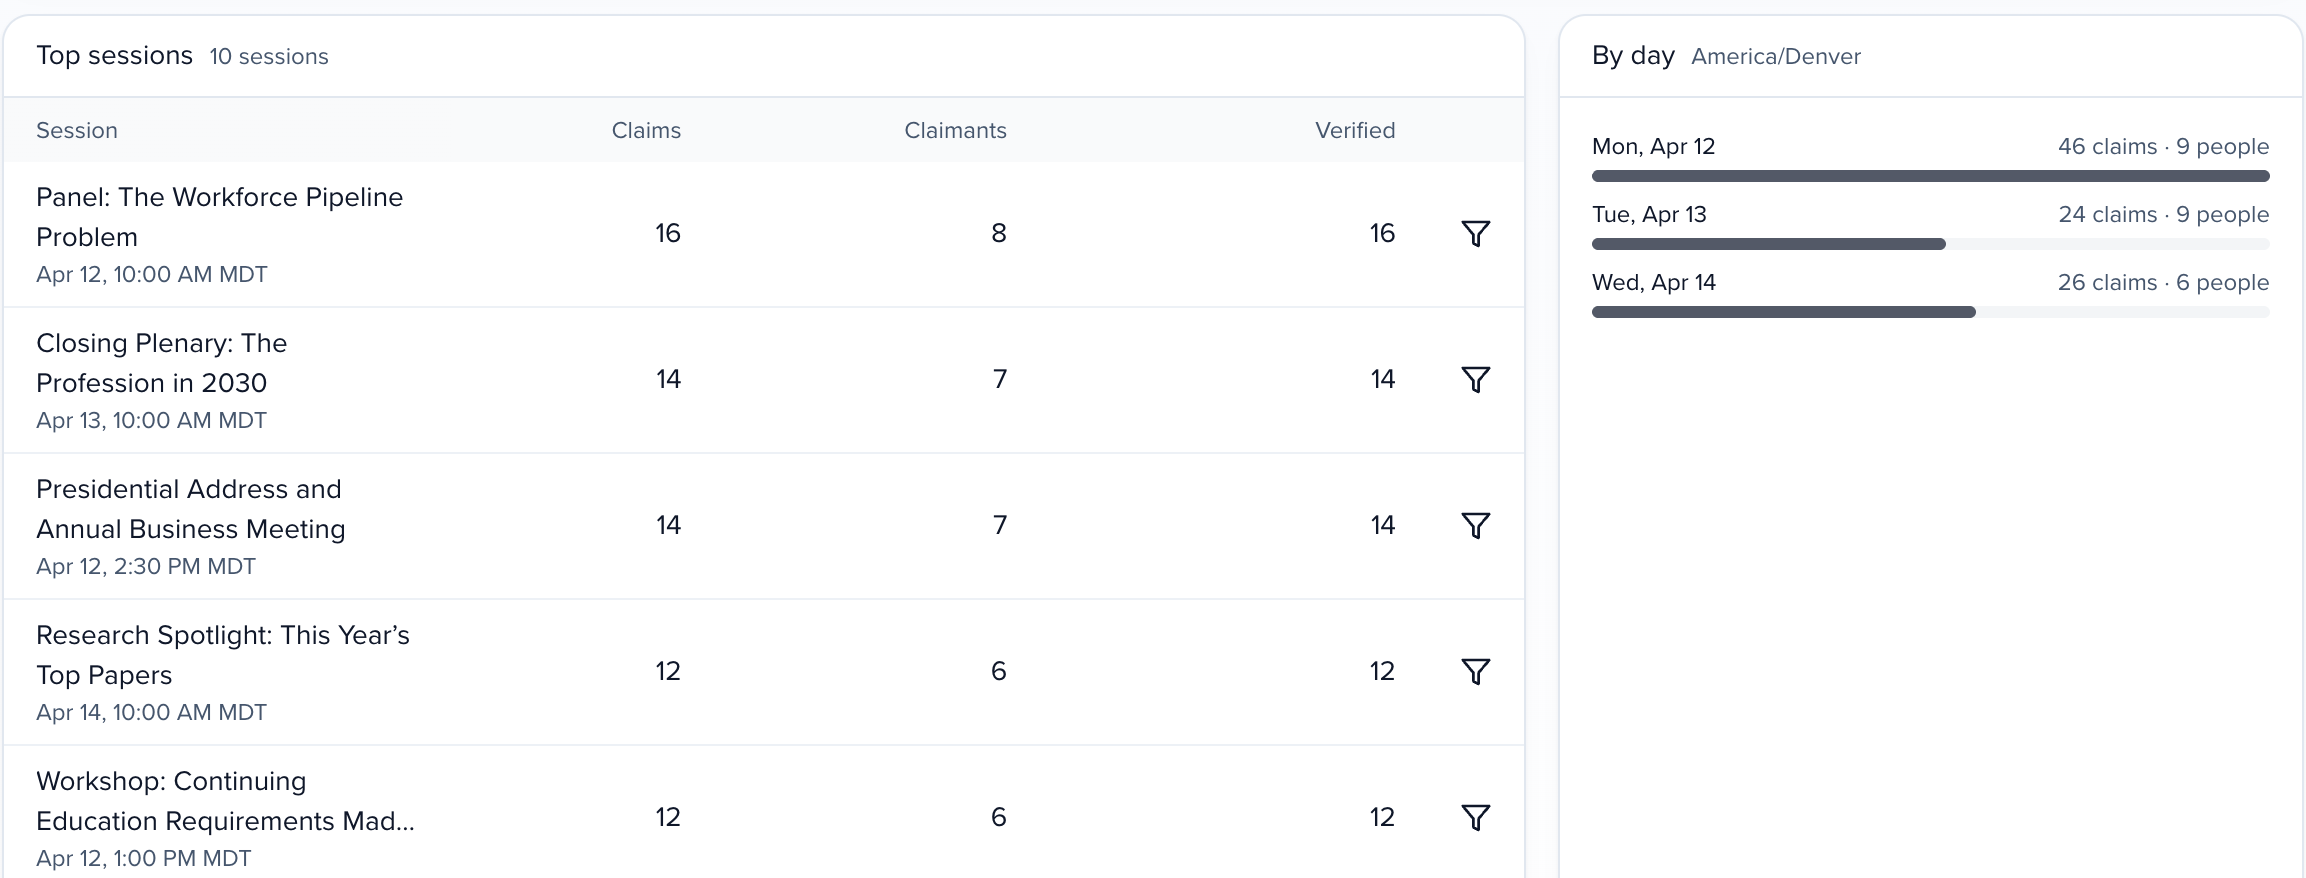 Top sessions 10 sessions
Session Claims Claimants Verified
Panel: The Workforce Pipeline
Problem
Apr 12, 10:00 AM MDT
16 8 16
Closing Plenary: The
Profession in 2030
Apr 13, 10:00 AM MDT
14 7 14
Presidential Address and
Annual Business Meeting
Apr 12, 2:30 PM MDT
14 7 14
Research Spotlight: This Year’s
Top Papers
Apr 14, 10:00 AM MDT
12 6 12
Workshop: Continuing
Education Requirements Mad...
Apr 12, 1:00 PM MDT
12 6 12
By day America/Denver
Mon, Apr 12 46 claims · 9 people
Tue, Apr 13 24 claims · 9 people
Wed, Apr 14 26 claims · 6 people